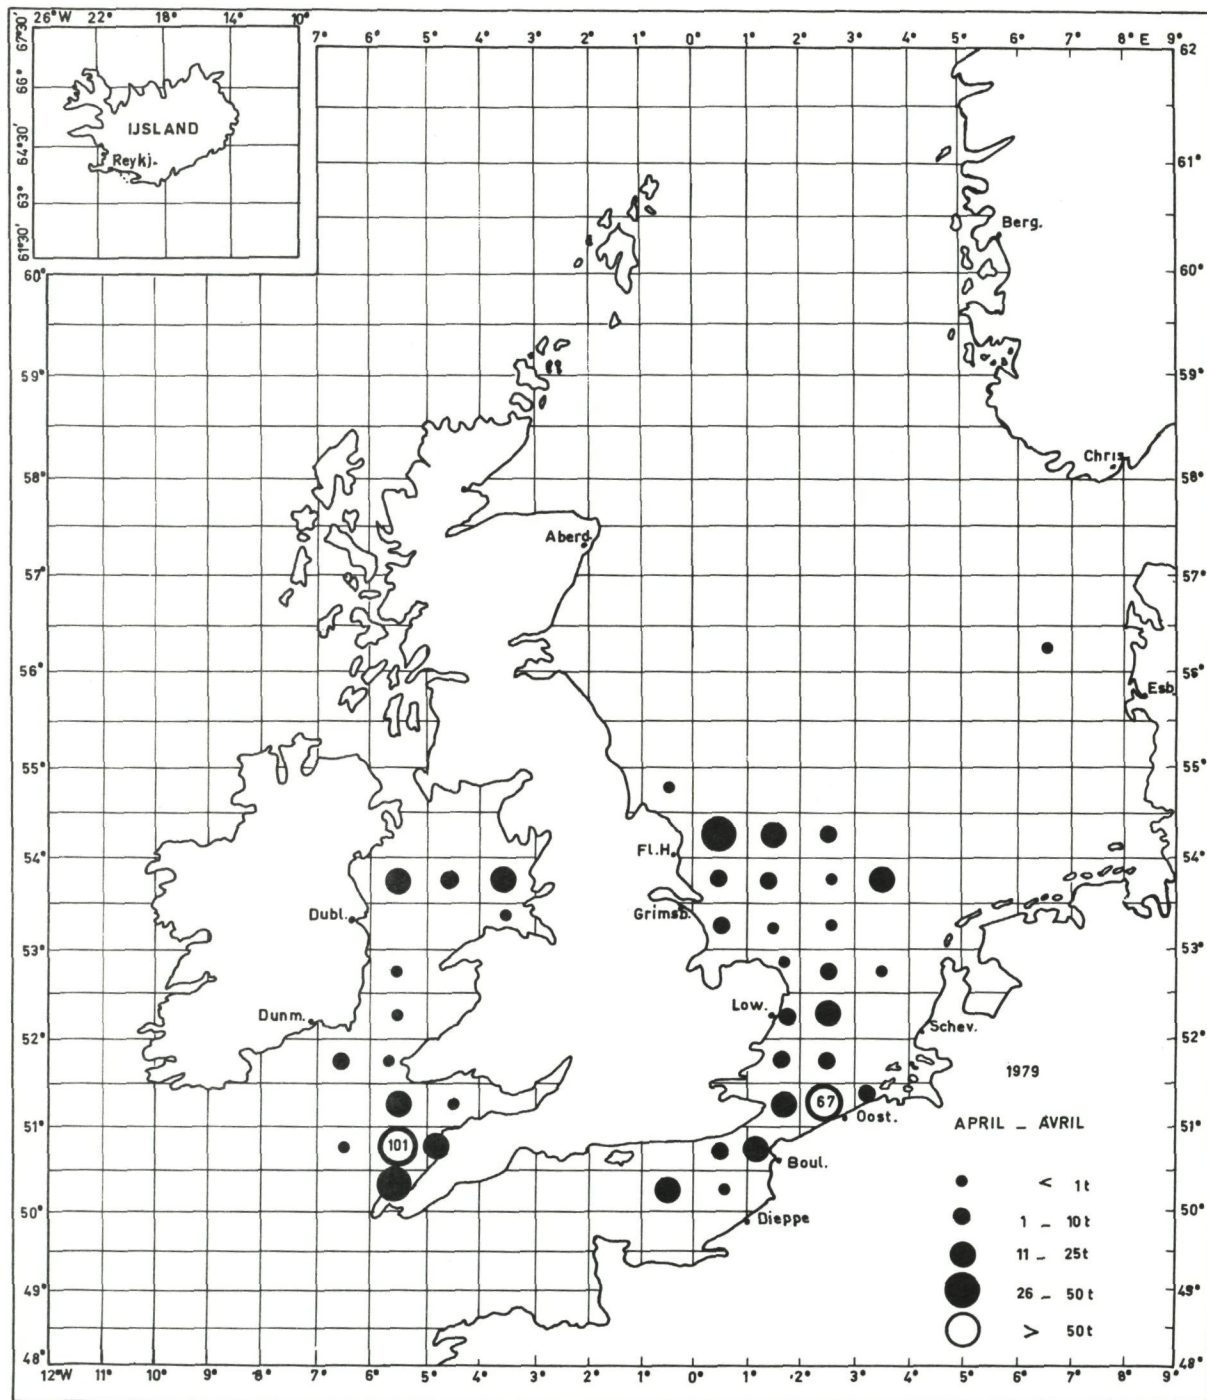 26°W 22° 18° 14° 10°
67°30'
66°
64°30'
63°
61°30'
IJSLAND
Reykj.
7° 6° 5° 4° 3° 2° 1° 0° 1° 2° 3° 4° 5° 6° 7° 8° E 9°
62
61°
60° 60°
59° 59°
58° 58°
57° 57°
56° 56°
55° 55°
54° 54°
53° 53°
52° 52°
51° 51°
50° 50°
49° 49°
48° 48°
Berg.
Chris
Aberd.
Esb.
Fl.H.
Grimsb.
Dubl.
Dunm.
Low.
Schev.
67
Oost.
101
Boul.
Dieppe
1979
APRIL _ AVRIL
< 1t
1 _ 10t
11 _ 25t
26 _ 50t
> 50t
12°W 11° 10° 9° 8° 7° 6° 5° 4° 3° 2° 1° 0° 1° 2° 3° 4° 5° 6° 7° 8° 9°